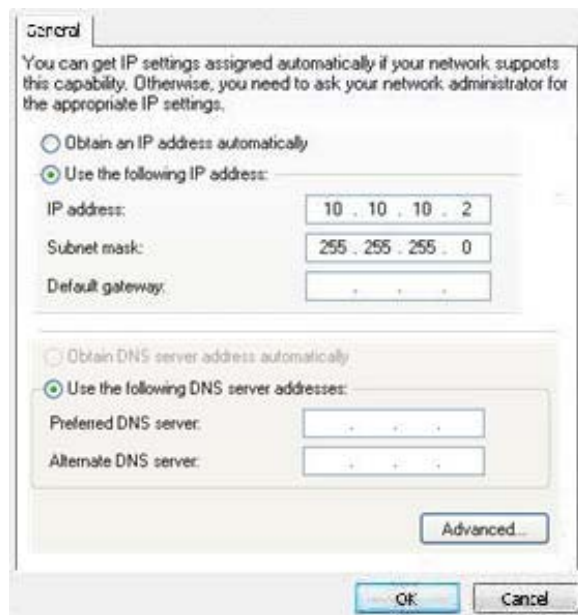 General
You can get IP settings assigned automatically if your network supports
this capability. Otherwise, you need to ask your network administrator for
the appropriate IP settings.
Obtain an IP address automatically
Use the following IP address:
IP address: 10 . 10 . 10 . 2
Subnet mask: 255 . 255 . 255 . 0
Default gateway: . . .
Obtain DNS server address automatically
Use the following DNS server addresses:
Preferred DNS server: . . .
Alternate DNS server: . . .
Advanced...
OK Cancel